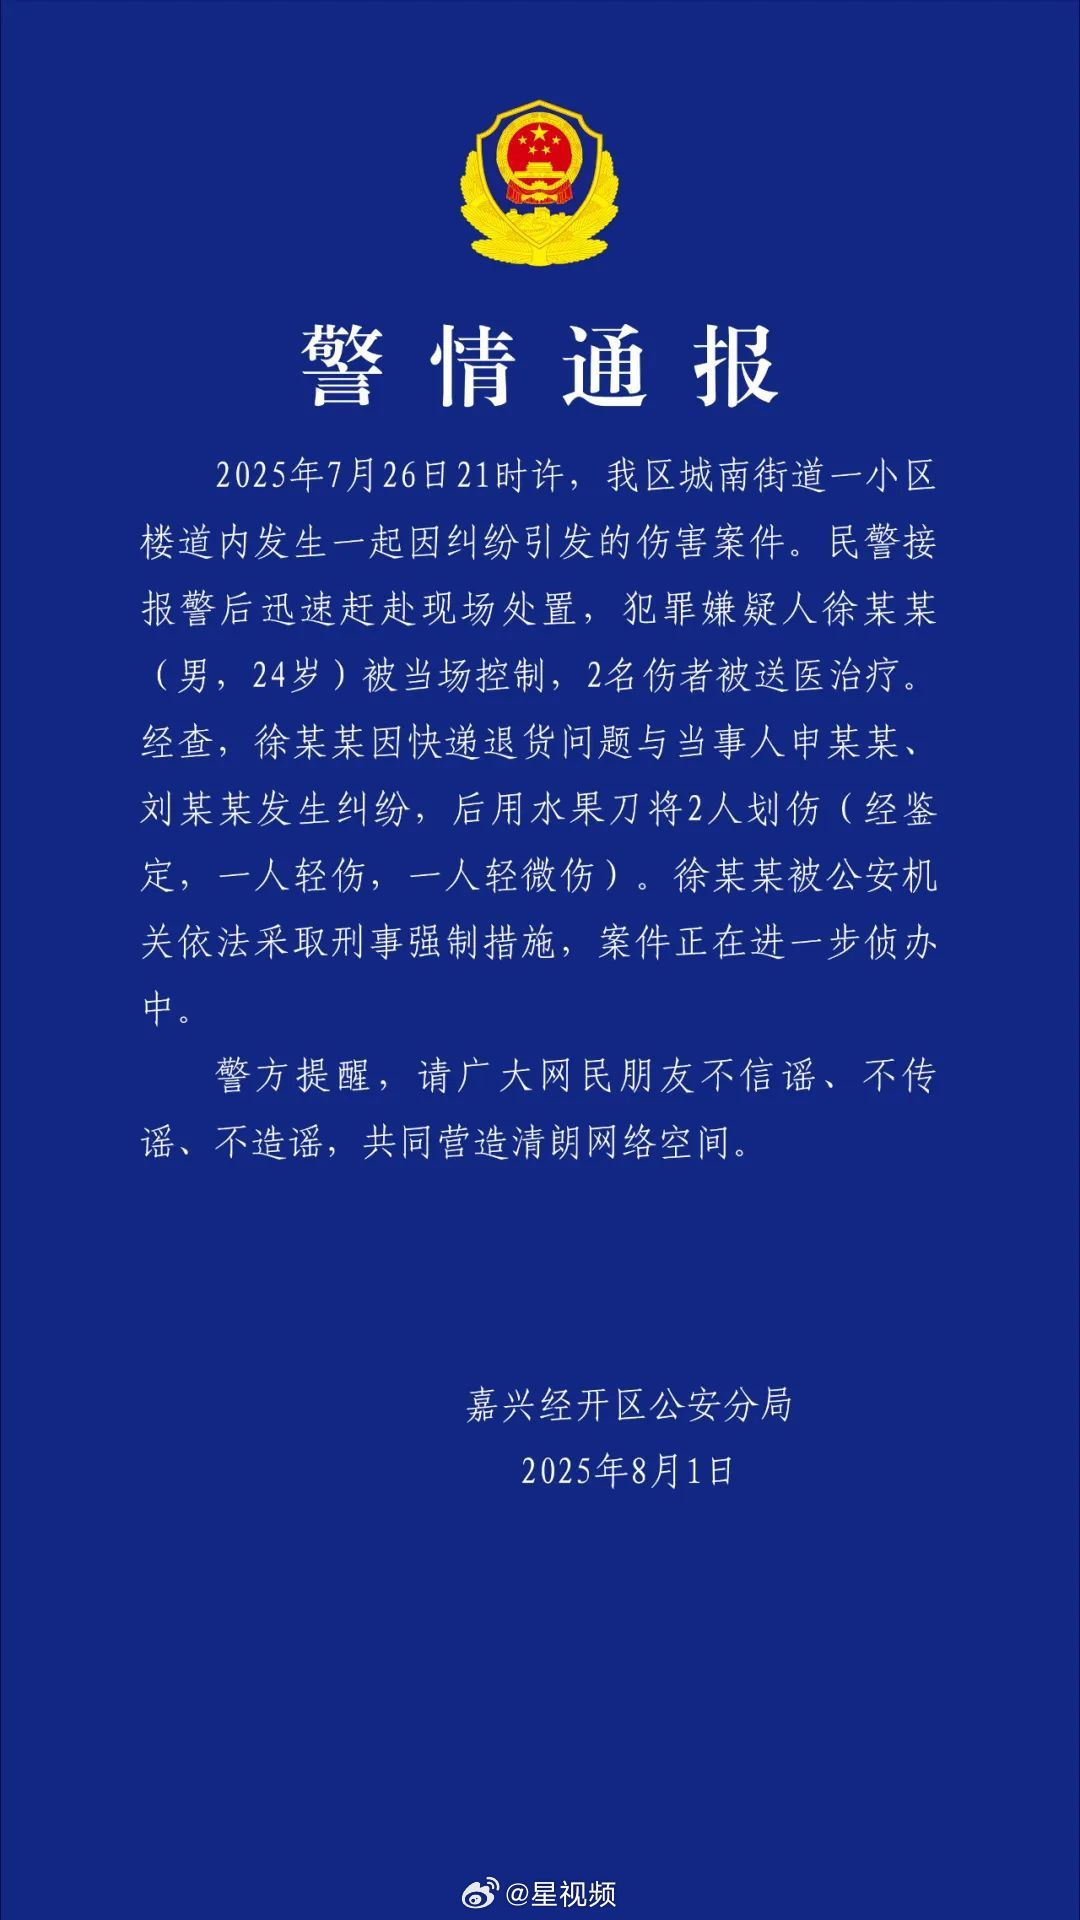 警情通报
2025年7月26日21时许，我区城南街道一小区
楼道内发生一起因纠纷引发的伤害案件。民警接
报警后迅速赶赴现场处置，犯罪嫌疑人徐某某
（男，24岁）被当场控制，2名伤者被送医治疗。
经查，徐某某因快递退货问题与当事人申某某、
刘某某发生纠纷，后用水果刀将2人划伤（经鉴
定，一人轻伤，一人轻微伤）。徐某某被公安机
关依法采取刑事强制措施，案件正在进一步侦办
中。
警方提醒，请广大网民朋友不信谣、不传
谣、不造谣，共同营造清朗网络空间。
嘉兴经开区公安分局
2025年8月1日
@星视频